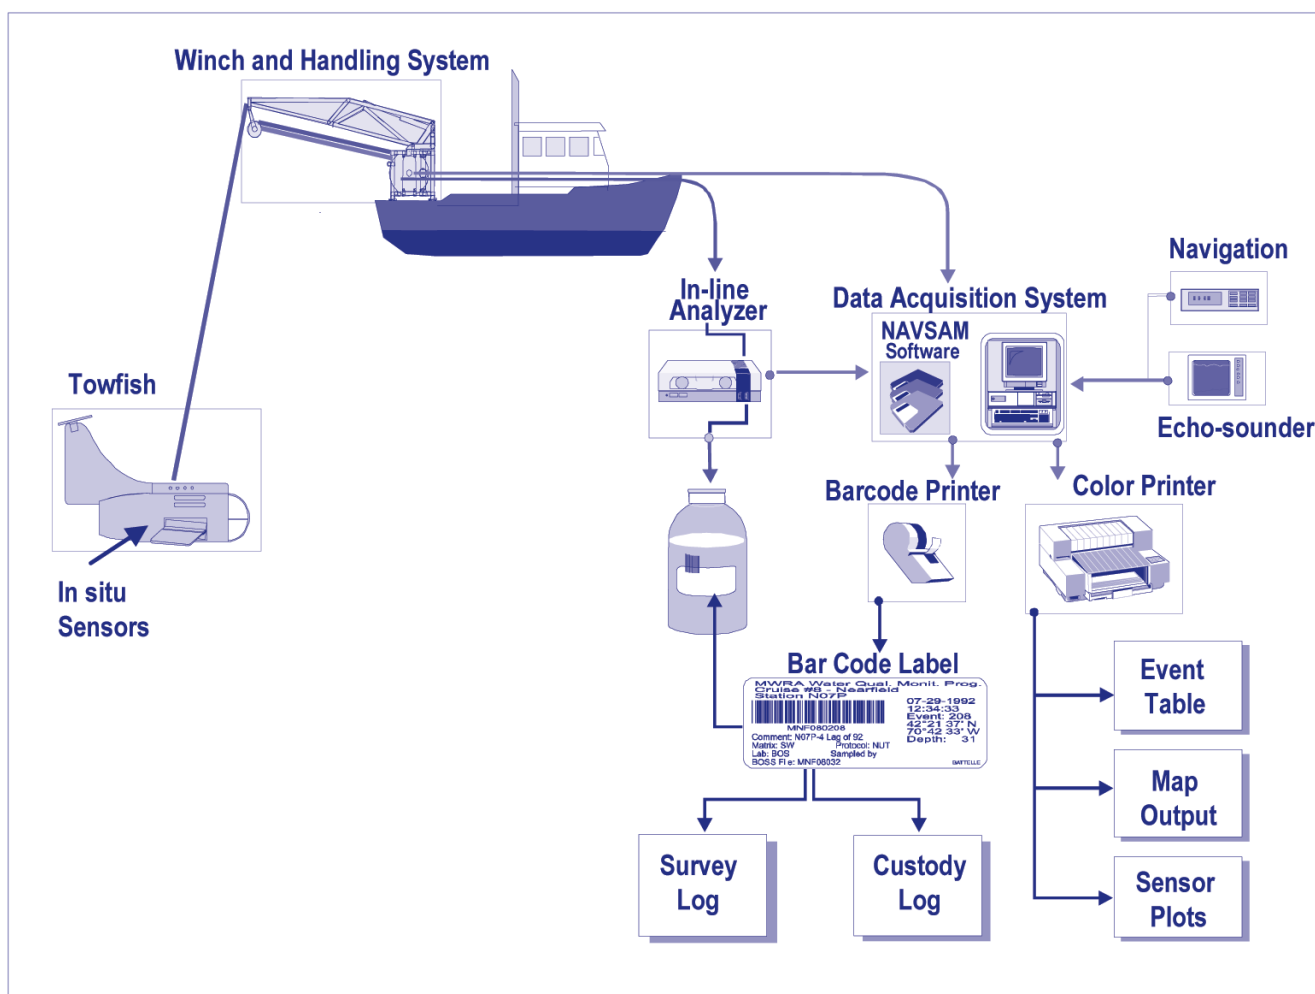 Winch and Handling System
Towfish
In situ
Sensors
In-line
Analyzer
Data Acquisition System
NAVSAM
Software
Navigation
Echo-sounder
Barcode Printer
Color Printer
Bar Code Label
MWRA Water Qual. Monit. Prog.
Cruise #8 - Nearfield
Station N07P
07-29-1992
12:34:33
Event: 208
42°21 37' N
70°42 33' W
Depth: 31
MNF080208
Comment: N07P-4 Lag of 92
Matrix: SW Protocol: NUT
Lab: BOS Sampled by
BOSS File: MNF08032
BATTELLE
Survey
Log
Custody
Log
Event
Table
Map
Output
Sensor
Plots